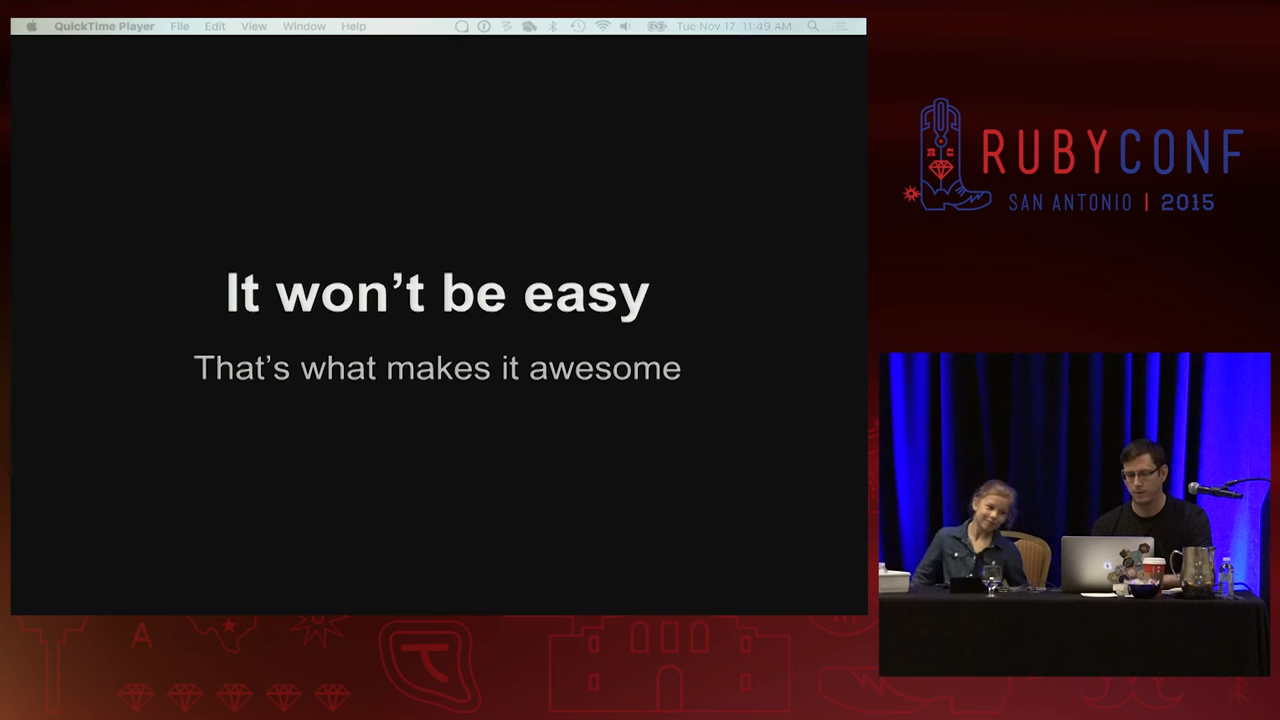 QuickTime Player File Edit View Window Help Tue Nov 17 11:49 AM
It won't be easy
That's what makes it awesome
RUBYCONF
SAN ANTONIO | 2015
A